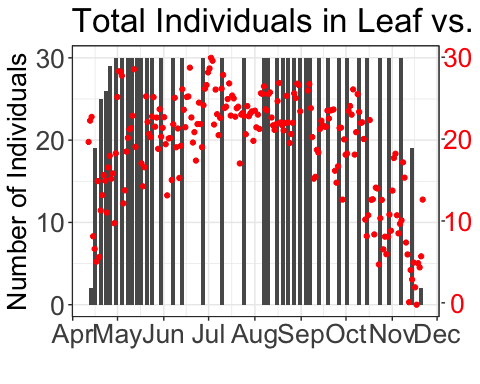 Total Individuals in Leaf vs.
Number of Individuals
30
20
10
0
30
20
10
0
Apr May Jun Jul Aug Sep Oct Nov Dec